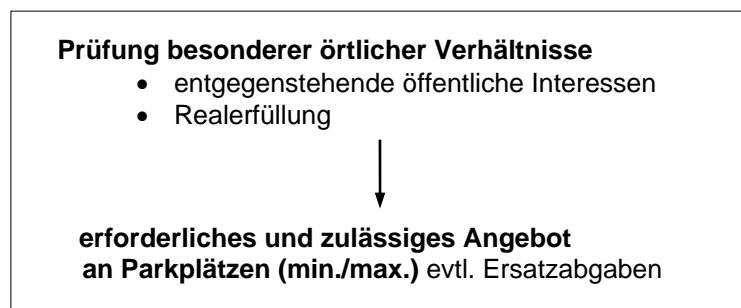 Prüfung besonderer örtlicher Verhältnisse
• entgegenstehende öffentliche Interessen
• Realerfüllung
erforderliches und zulässiges Angebot
an Parkplätzen (min./max.) evtl. Ersatzabgaben